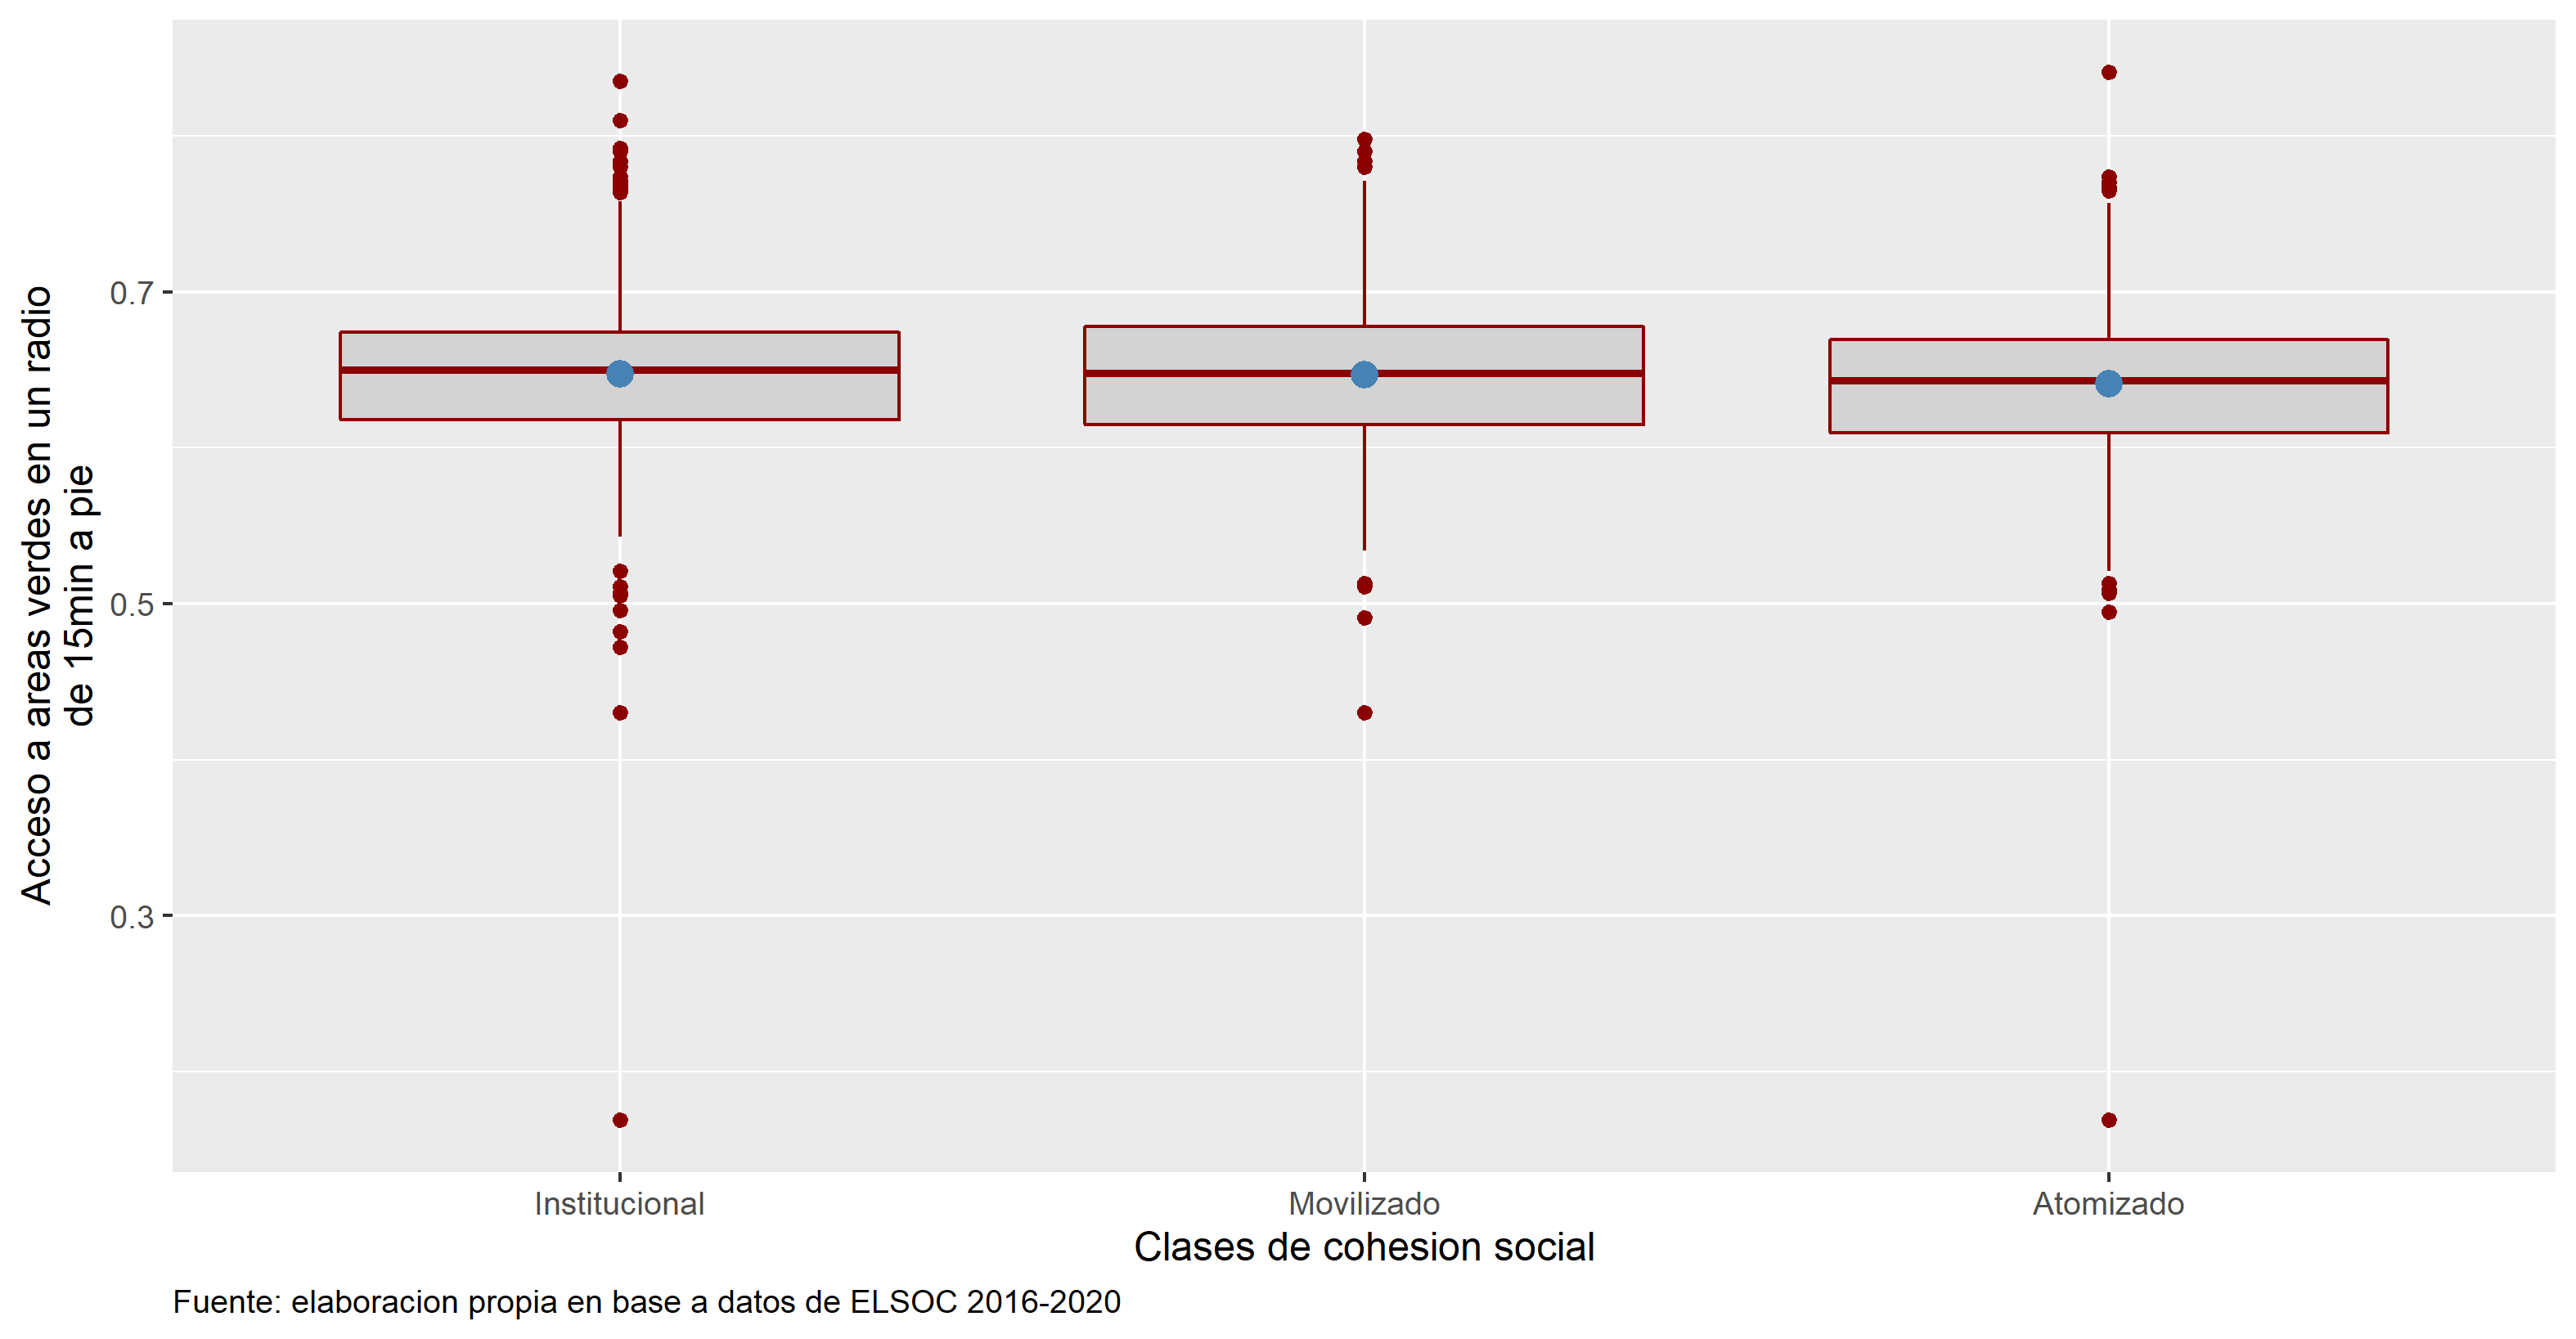 Acceso a areas verdes en un radio
de 15min a pie
0.7
0.5
0.3
Institucional
Movilizado
Atomizado
Clases de cohesion social
Fuente: elaboracion propia en base a datos de ELSOC 2016-2020